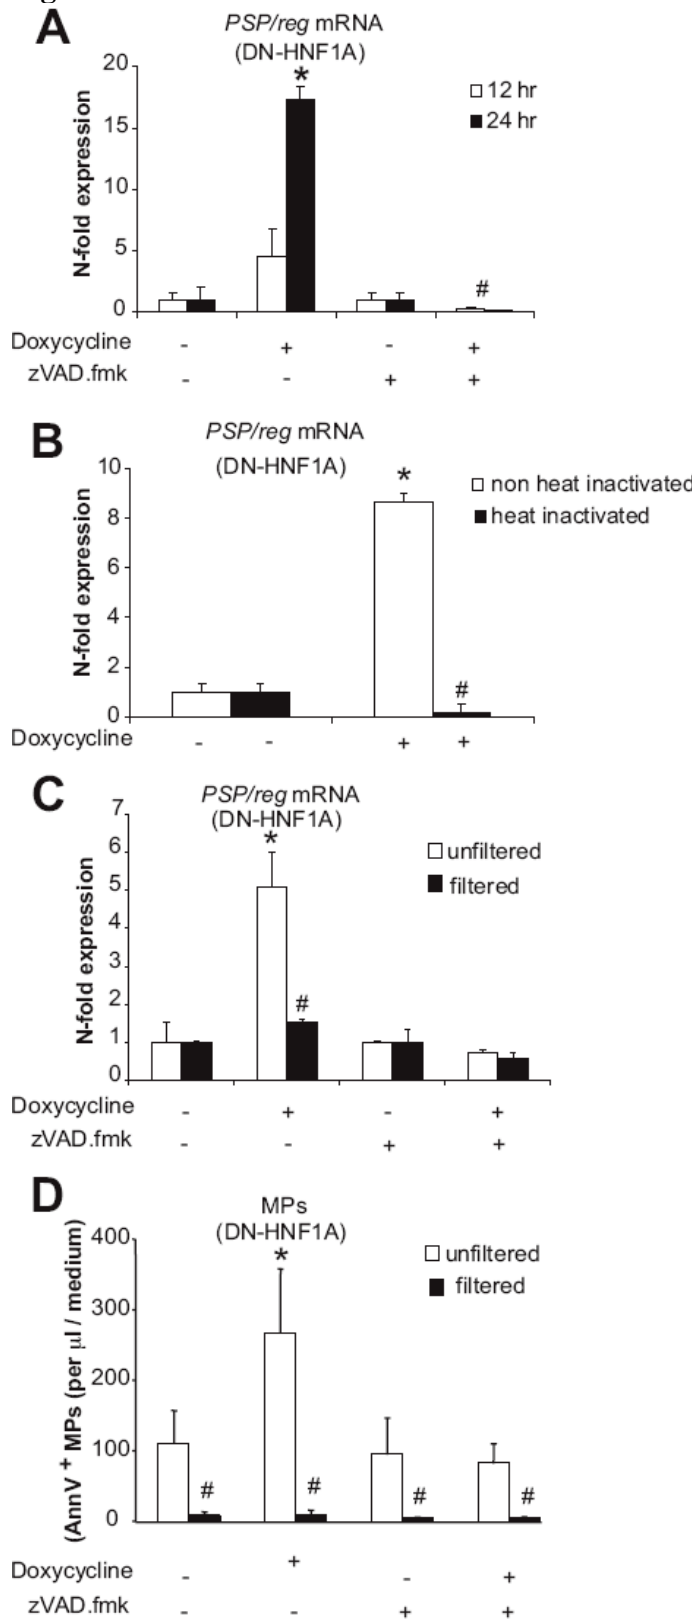 A
PSP/reg mRNA
(DN-HNF1A)
20
15
10
5
0
N-fold expression
*
#
12 hr
24 hr
Doxycycline - + - +
zVAD.fmk - - + +
B
PSP/reg mRNA
(DN-HNF1A)
10
8
6
4
2
0
N-fold expression
*
#
non heat inactivated
heat inactivated
Doxycycline - - + +
C
PSP/reg mRNA
(DN-HNF1A)
7
6
5
4
3
2
1
0
N-fold expression
*
#
unfiltered
filtered
Doxycycline - + - +
zVAD.fmk - - + +
D
MPs
(DN-HNF1A)
400
300
200
100
0
(AnnV + MPs (per µl / medium)
*
# # # #
unfiltered
filtered
Doxycycline - + - +
zVAD.fmk - - + +